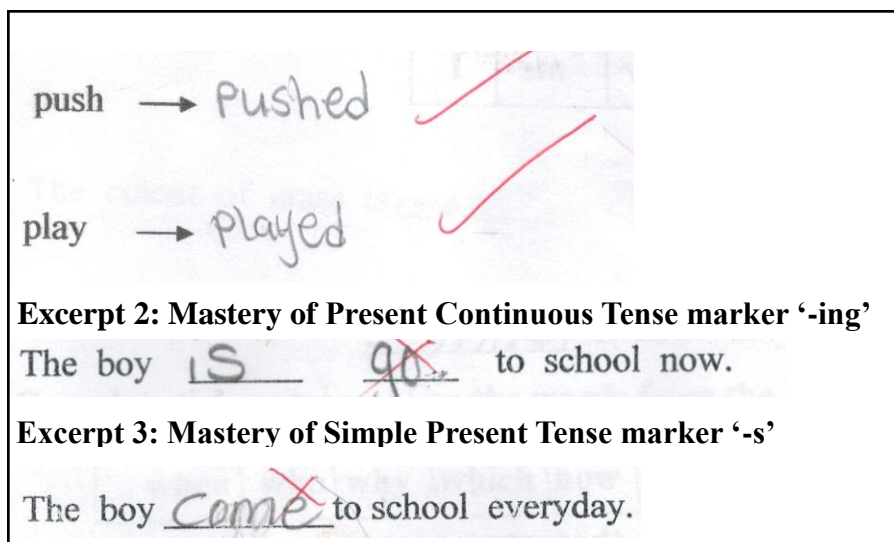 push → pushed
play → played
Excerpt 2: Mastery of Present Continuous Tense marker ‘-ing’
The boy is go to school now.
Excerpt 3: Mastery of Simple Present Tense marker ‘-s’
The boy come to school everyday.